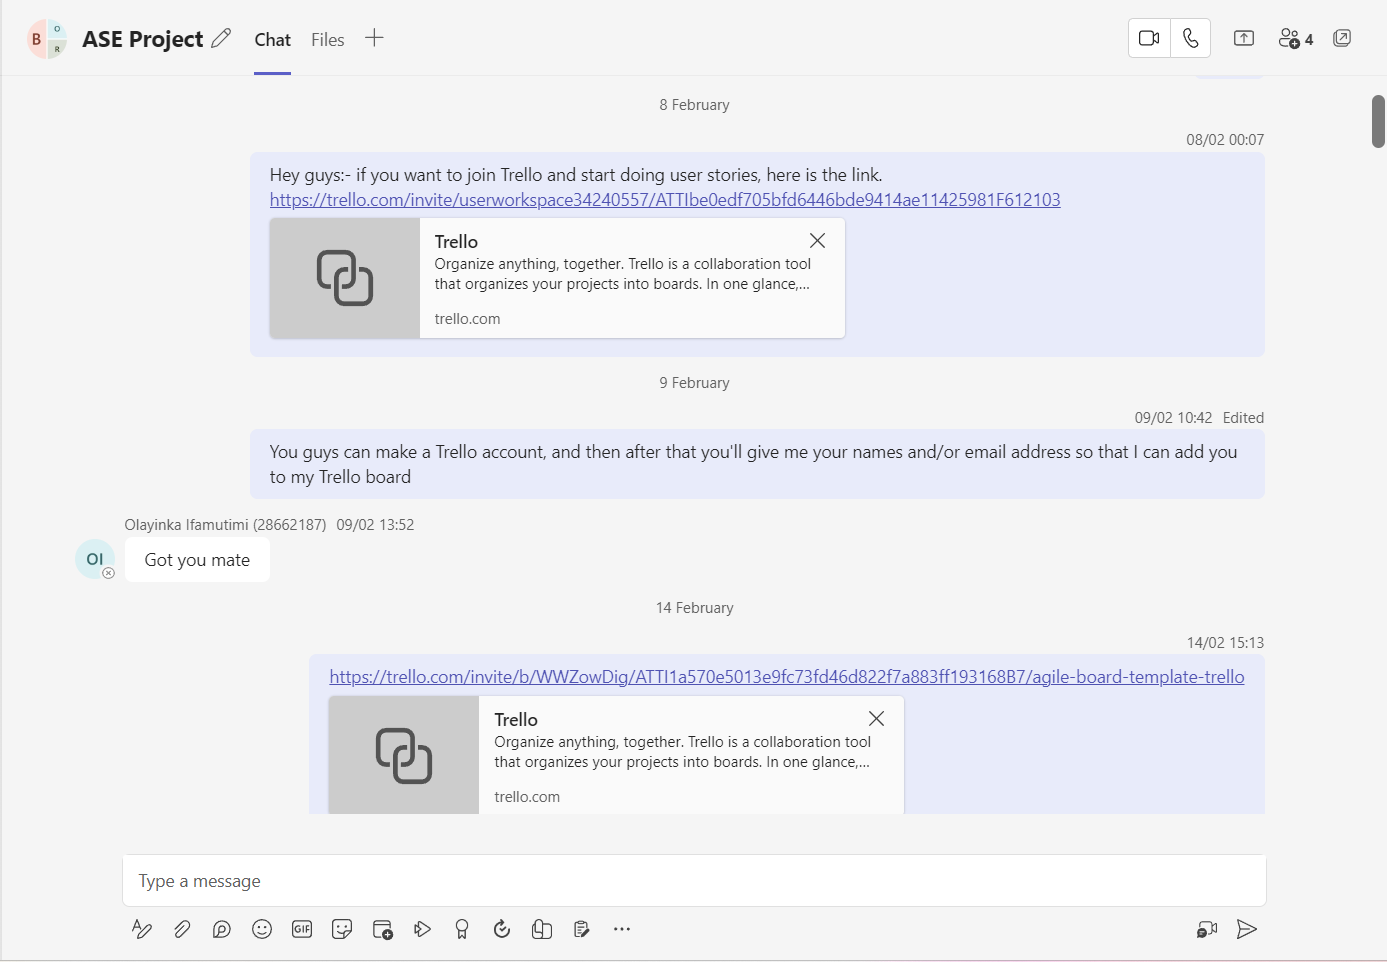 B
O
R
ASE Project
Chat
Files
4
8 February
08/02 00:07
Hey guys:- if you want to join Trello and start doing user stories, here is the link.
https://trello.com/invite/userworkspace34240557/ATTIbe0edf705bfd6446bde9414ae11425981F612103
Trello
Organize anything, together. Trello is a collaboration tool
that organizes your projects into boards. In one glance,...
trello.com
9 February
09/02 10:42 Edited
You guys can make a Trello account, and then after that you'll give me your names and/or email address so that I can add you
to my Trello board
Olayinka Ifamutimi (28662187) 09/02 13:52
OI
Got you mate
14 February
14/02 15:13
https://trello.com/invite/b/WWZowDig/ATTI1a570e5013e9fc73fd46d822f7a883ff193168B7/agile-board-template-trello
Trello
Organize anything, together. Trello is a collaboration tool
that organizes your projects into boards. In one glance,...
trello.com
Type a message
GIF